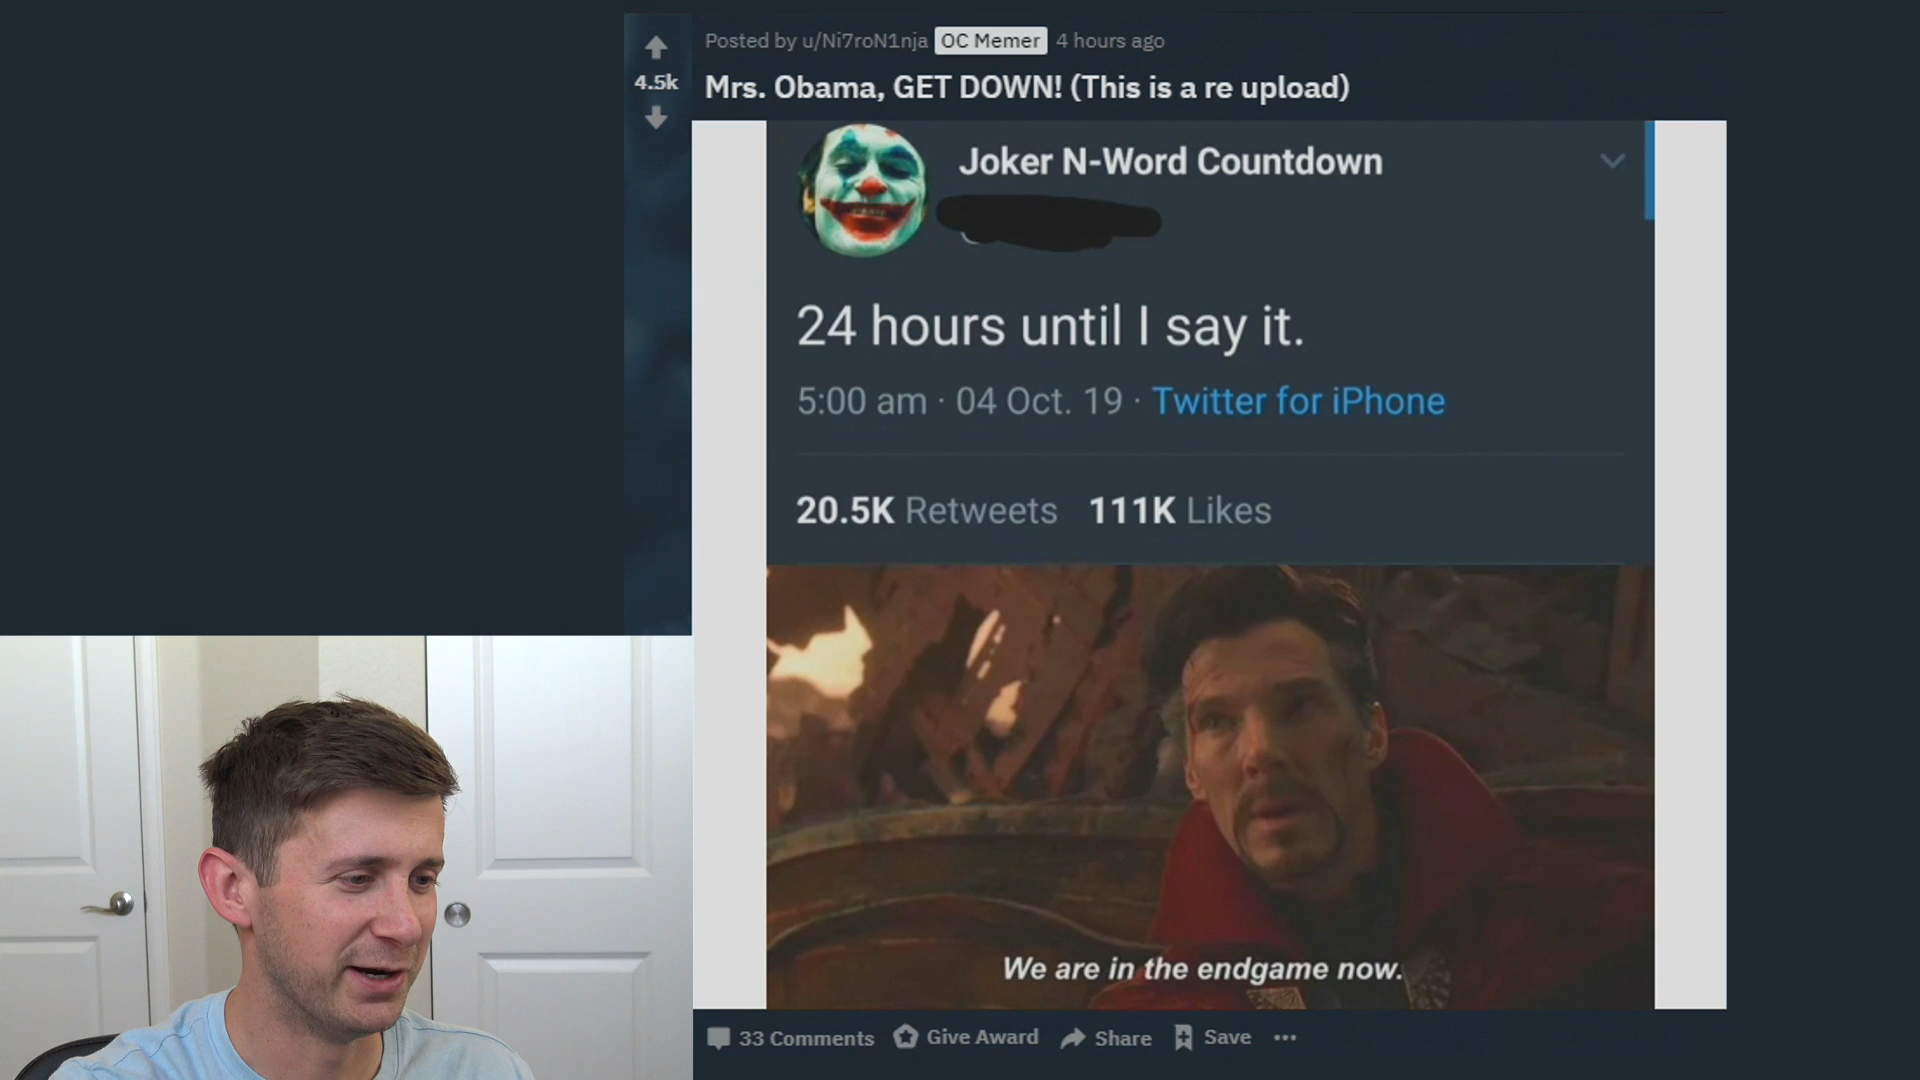 Posted by u/Ni7roN1nja OC Memer 4 hours ago
4.5k
Mrs. Obama, GET DOWN! (This is a re upload)
Joker N-Word Countdown
24 hours until I say it.
5:00 am · 04 Oct. 19 · Twitter for iPhone
20.5K Retweets 111K Likes
We are in the endgame now.
33 Comments Give Award Share Save ...